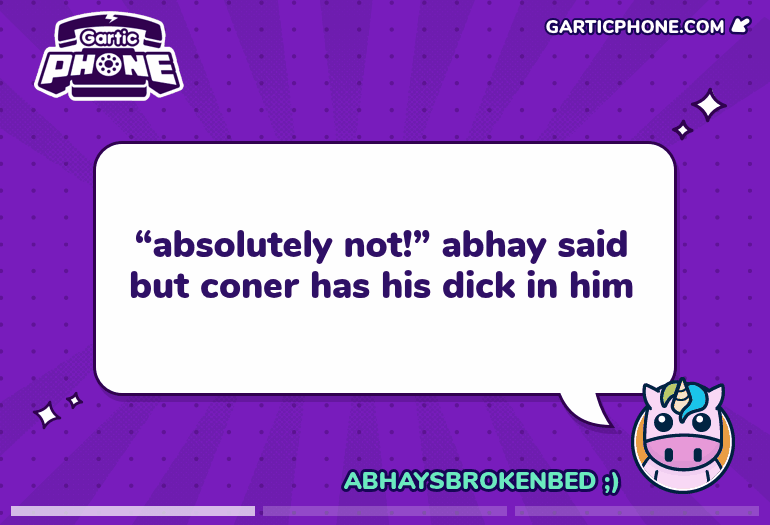 Gartic
PHONE
GARTICPHONE.COM
“absolutely not!” abhay said
but coner has his dick in him
ABHAYSBROKENBED ;)